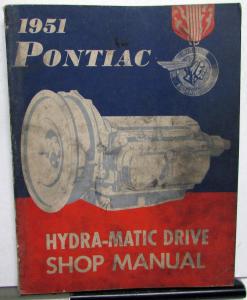 1951
PONTIAC
HYDRA-MATIC DRIVE
SHOP MANUAL